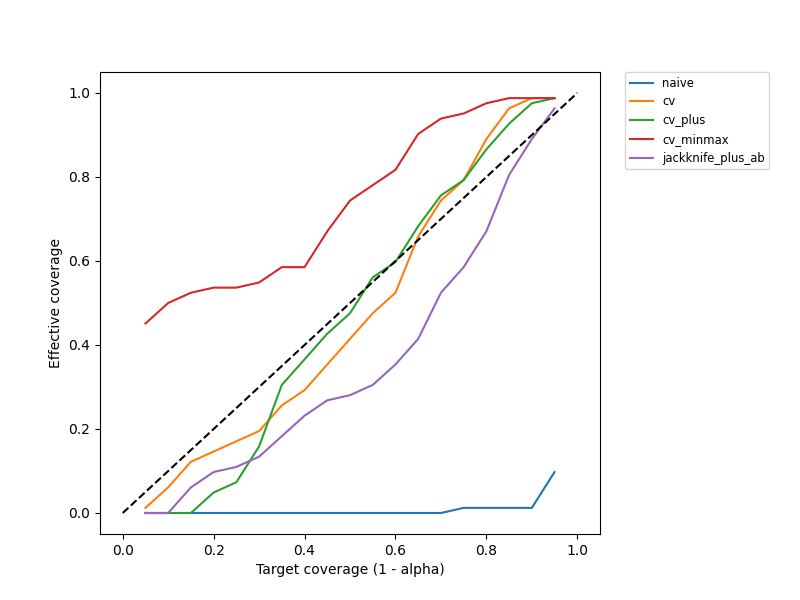 naive
cv
cv_plus
cv_minmax
jackknife_plus_ab
Effective coverage
1.0
0.8
0.6
0.4
0.2
0.0
0.0 0.2 0.4 0.6 0.8 1.0
Target coverage (1 - alpha)